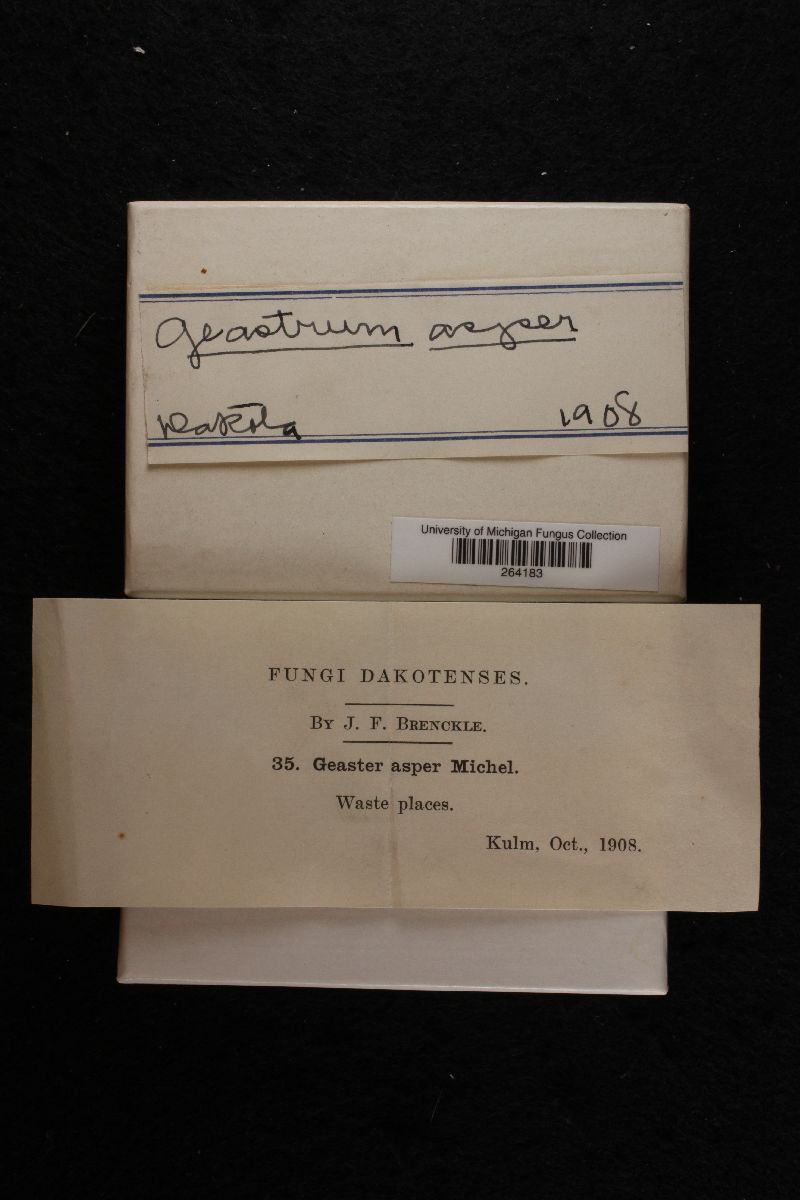 Geastrum asper
Dakota 1908
University of Michigan Fungus Collection
264183
FUNGI DAKOTENSES.
BY J. F. BRENCKLE.
35. Geaster asper Michel.
Waste places.
Kulm, Oct., 1908.